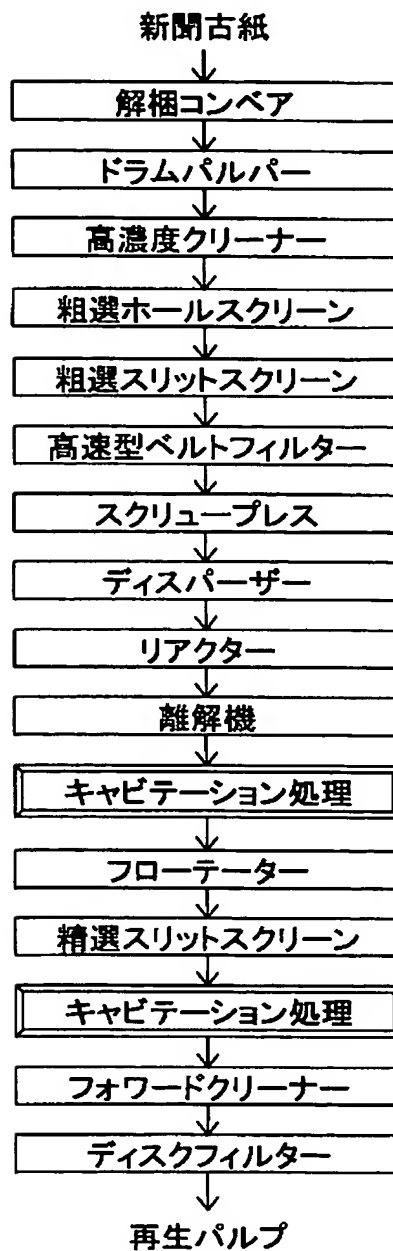 新聞古紙
解梱コンベア
ドラムパルパー
高濃度クリーナー
粗選ホールスクリーン
粗選スリットスクリーン
高速型ベルトフィルター
スクリュープレス
ディスパーザー
リアクター
離解機
キャビテーション処理
フローテーター
精選スリットスクリーン
キャビテーション処理
フォワードクリーナー
ディスクフィルター
再生パルプ